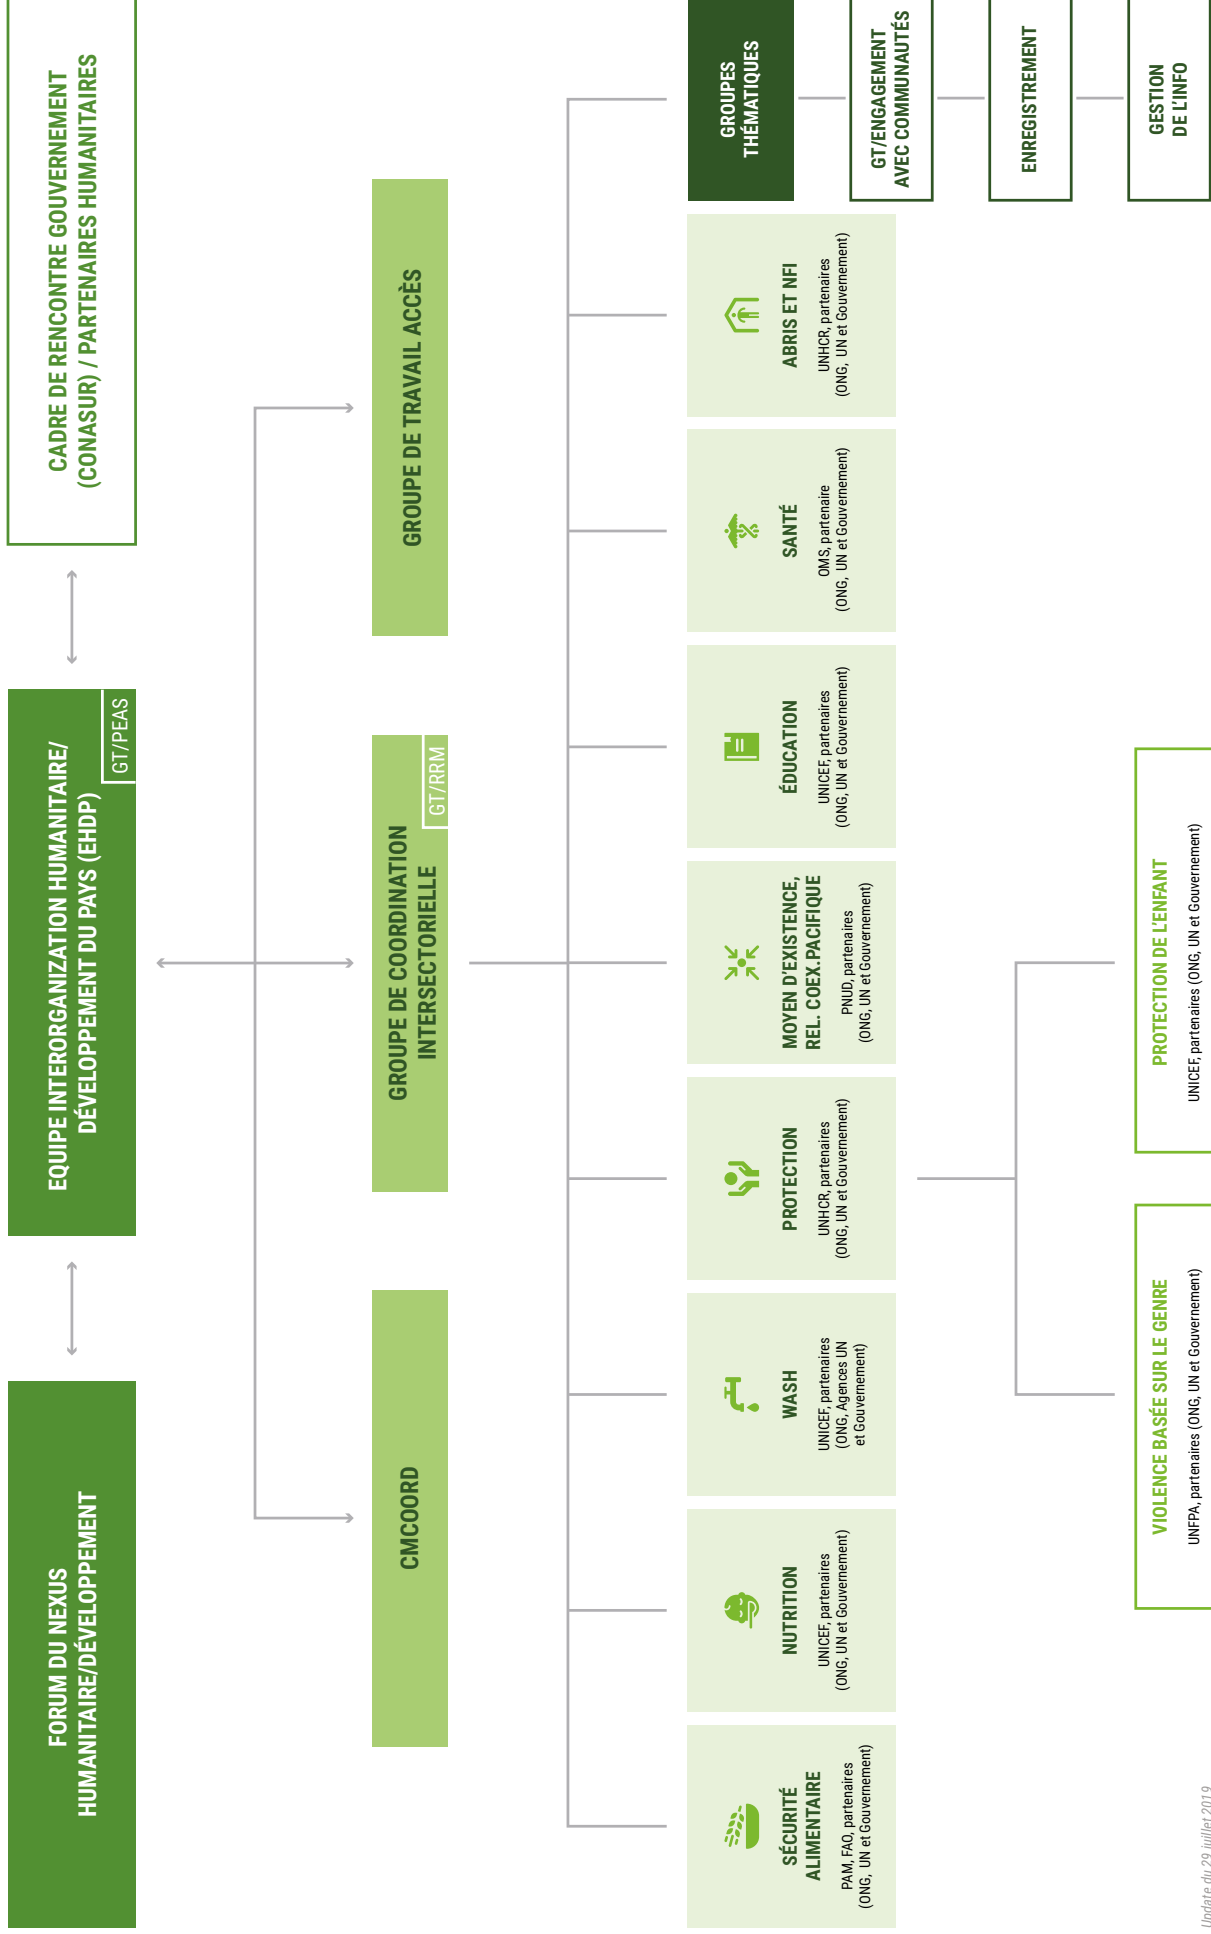 FORUM DU NEXUS
HUMANITAIRE/DÉVELOPPEMENT
EQUIPE INTERORGANIZATION HUMANITAIRE/
DÉVELOPPEMENT DU PAYS (EHDP)
GT/PEAS
CADRE DE RENCONTRE GOUVERNEMENT
(CONASUR) / PARTENAIRES HUMANITAIRES
CMCOORD
GROUPE DE COORDINATION
INTERSECTORIELLE
GT/RRM
GROUPE DE TRAVAIL ACCÈS
SÉCURITÉ
ALIMENTAIRE
PAM, FAO, partenaires
(ONG, UN et Gouvernement)
NUTRITION
UNICEF, partenaires
(ONG, UN et Gouvernement)
WASH
UNICEF, partenaires
(ONG, Agences UN
et Gouvernement)
PROTECTION
UNHCR, partenaires
(ONG, UN et Gouvernement)
MOYEN D'EXISTENCE,
REL. COEX.PACIFIQUE
PNUD, partenaires
(ONG, UN et Gouvernement)
ÉDUCATION
UNICEF, partenaires
(ONG, UN et Gouvernement)
SANTÉ
OMS, partenaire
(ONG, UN et Gouvernement)
ABRIS ET NFI
UNHCR, partenaires
(ONG, UN et Gouvernement)
GROUPES
THÉMATIQUES
GT/ENGAGEMENT
AVEC COMMUNAUTÉS
ENREGISTREMENT
GESTION
DE L'INFO
VIOLENCE BASÉE SUR LE GENRE
UNFPA, partenaires (ONG, UN et Gouvernement)
PROTECTION DE L'ENFANT
UNICEF, partenaires (ONG, UN et Gouvernement)
Update du 29 juillet 2019